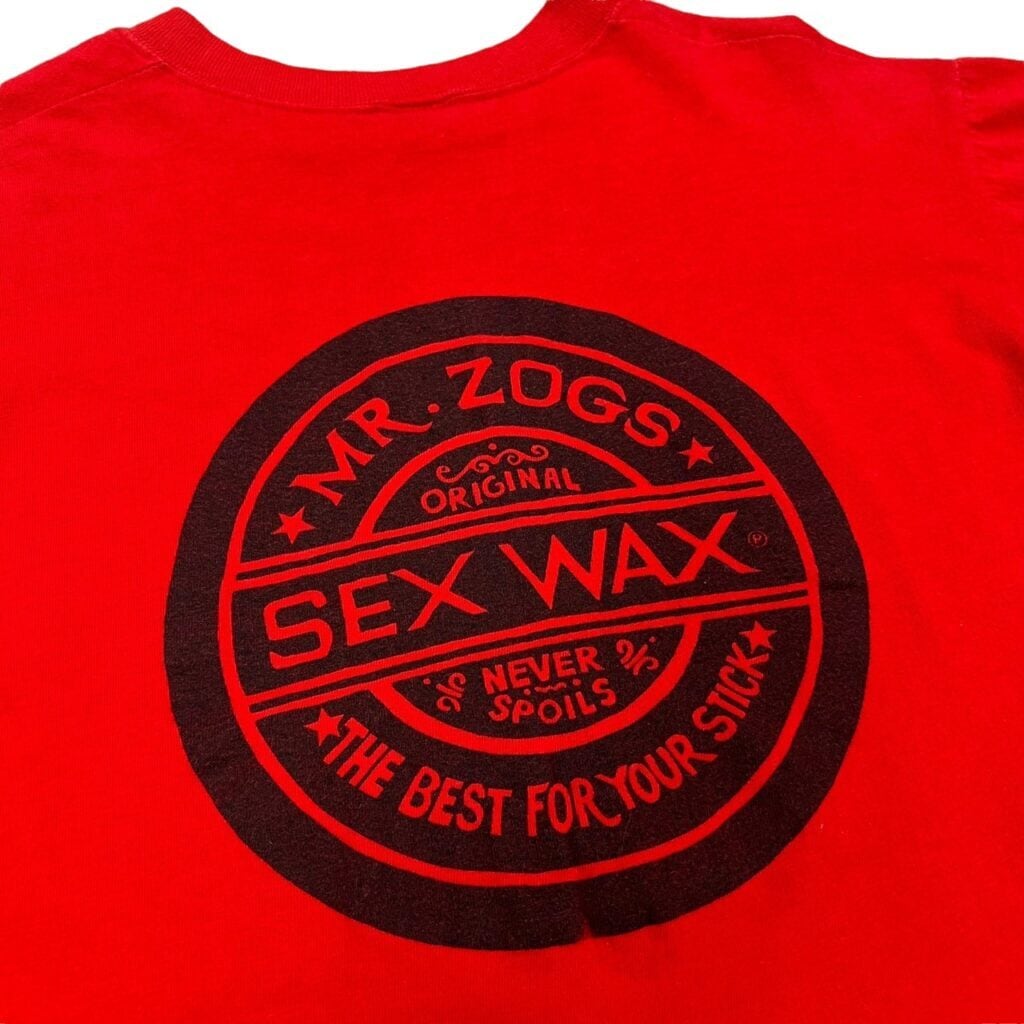 MR. ZOGS
ORIGINAL
SEX WAX ®
NEVER
SPOILS
THE BEST FOR YOUR STICK